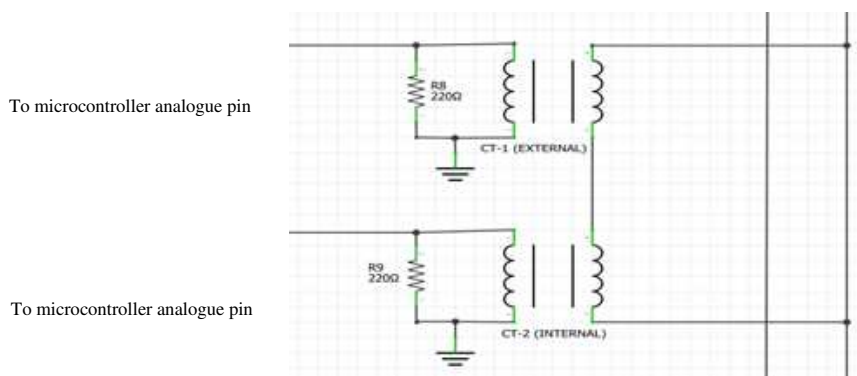 To microcontroller analogue pin
R8
220Ω
CT-1 (EXTERNAL)
R9
220Ω
To microcontroller analogue pin
CT-2 (INTERNAL)